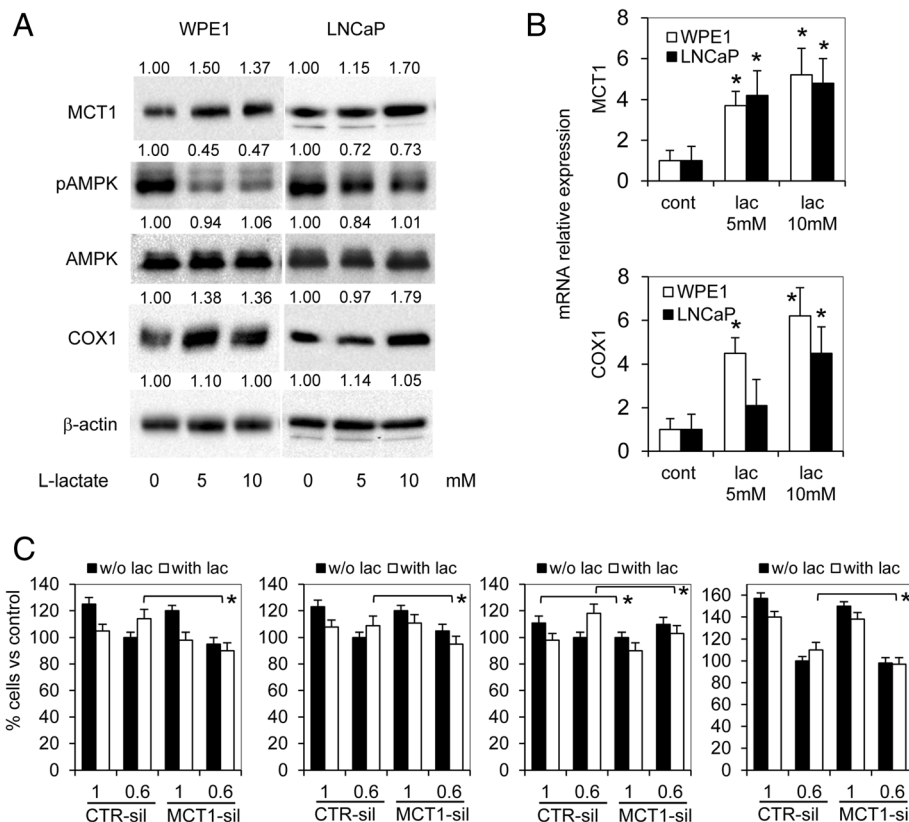 A
WPE1 LNCaP
1.00 1.50 1.37 1.00 1.15 1.70
MCT1
1.00 0.45 0.47 1.00 0.72 0.73
pAMPK
1.00 0.94 1.06 1.00 0.84 1.01
AMPK
1.00 1.38 1.36 1.00 0.97 1.79
COX1
1.00 1.10 1.00 1.00 1.14 1.05
β-actin
L-lactate 0 5 10 0 5 10 mM
B
mRNA relative expression
MCT1
8
6
4
2
0
WPE1
LNCaP
* * * *
cont lac 5mM lac 10mM
COX1
8
6
4
2
0
WPE1
LNCaP
* * *
cont lac 5mM lac 10mM
C
% cells vs control
w/o lac with lac
140
120
100
80
60
40
20
0
*
1 0.6 1 0.6
CTR-sil MCT1-sil
w/o lac with lac
140
120
100
80
60
40
20
0
*
1 0.6 1 0.6
CTR-sil MCT1-sil
w/o lac with lac
140
120
100
80
60
40
20
0
* *
1 0.6 1 0.6
CTR-sil MCT1-sil
w/o lac with lac
160
140
120
100
80
60
40
20
0
*
1 0.6 1 0.6
CTR-sil MCT1-sil